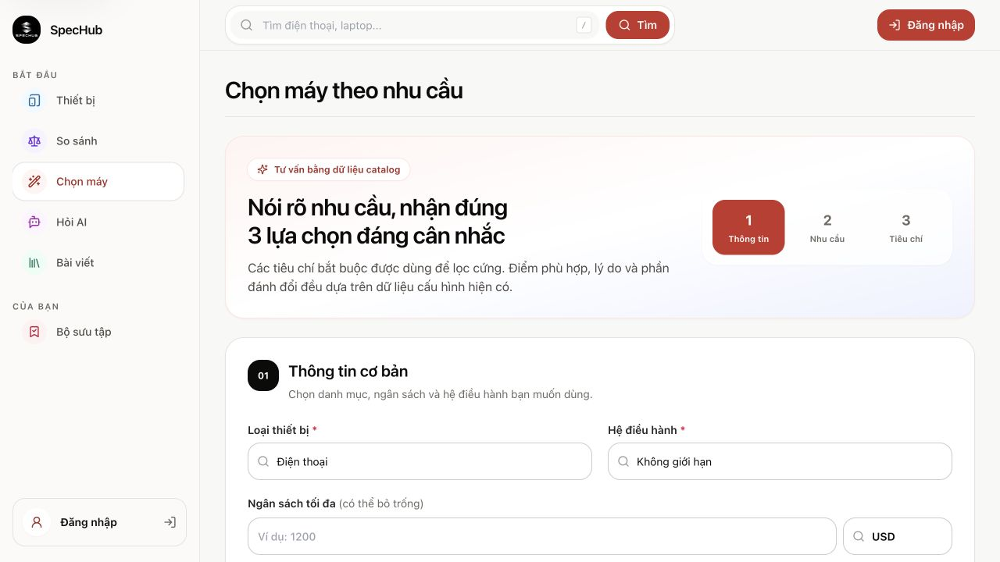 SpecHub
BẮT ĐẦU
Thiết bị
So sánh
Chọn máy
Hỏi AI
Bài viết
CỦA BẠN
Bộ sưu tập
Đăng nhập
Tìm điện thoại, laptop...
/
Tìm
Đăng nhập
Chọn máy theo nhu cầu
Tư vấn bằng dữ liệu catalog
Nói rõ nhu cầu, nhận đúng
3 lựa chọn đáng cân nhắc
Các tiêu chí bắt buộc được dùng để lọc cứng. Điểm phù hợp, lý do và phần
đánh đổi đều dựa trên dữ liệu cấu hình hiện có.
1
Thông tin
2
Nhu cầu
3
Tiêu chí
01
Thông tin cơ bản
Chọn danh mục, ngân sách và hệ điều hành bạn muốn dùng.
Loại thiết bị *
Điện thoại
Hệ điều hành *
Không giới hạn
Ngân sách tối đa (có thể bỏ trống)
Ví dụ: 1200
USD